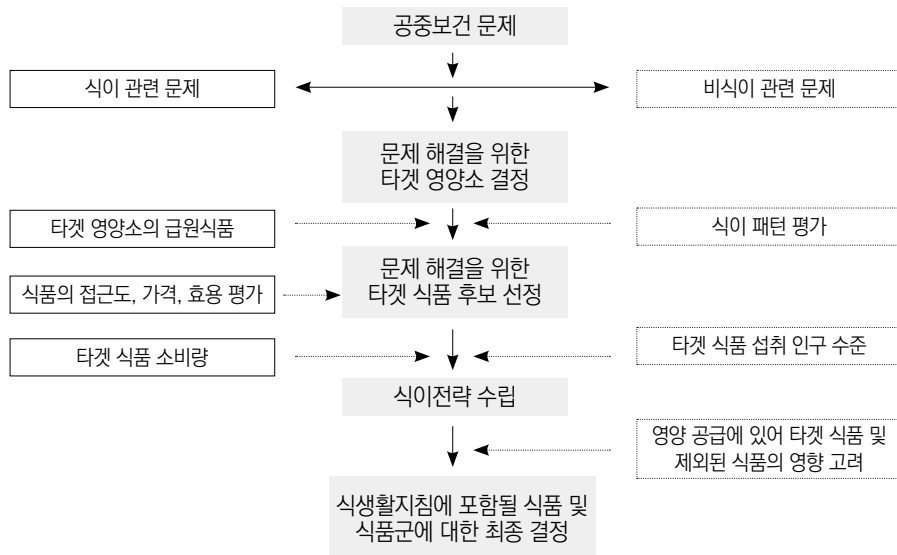 공중보건 문제
식이 관련 문제
비식이 관련 문제
문제 해결을 위한
타겟 영양소 결정
타겟 영양소의 급원식품
식이 패턴 평가
문제 해결을 위한
타겟 식품 후보 선정
식품의 접근도, 가격, 효용 평가
타겟 식품 소비량
타겟 식품 섭취 인구 수준
식이전략 수립
영양 공급에 있어 타겟 식품 및
제외된 식품의 영향 고려
식생활지침에 포함될 식품 및
식품군에 대한 최종 결정